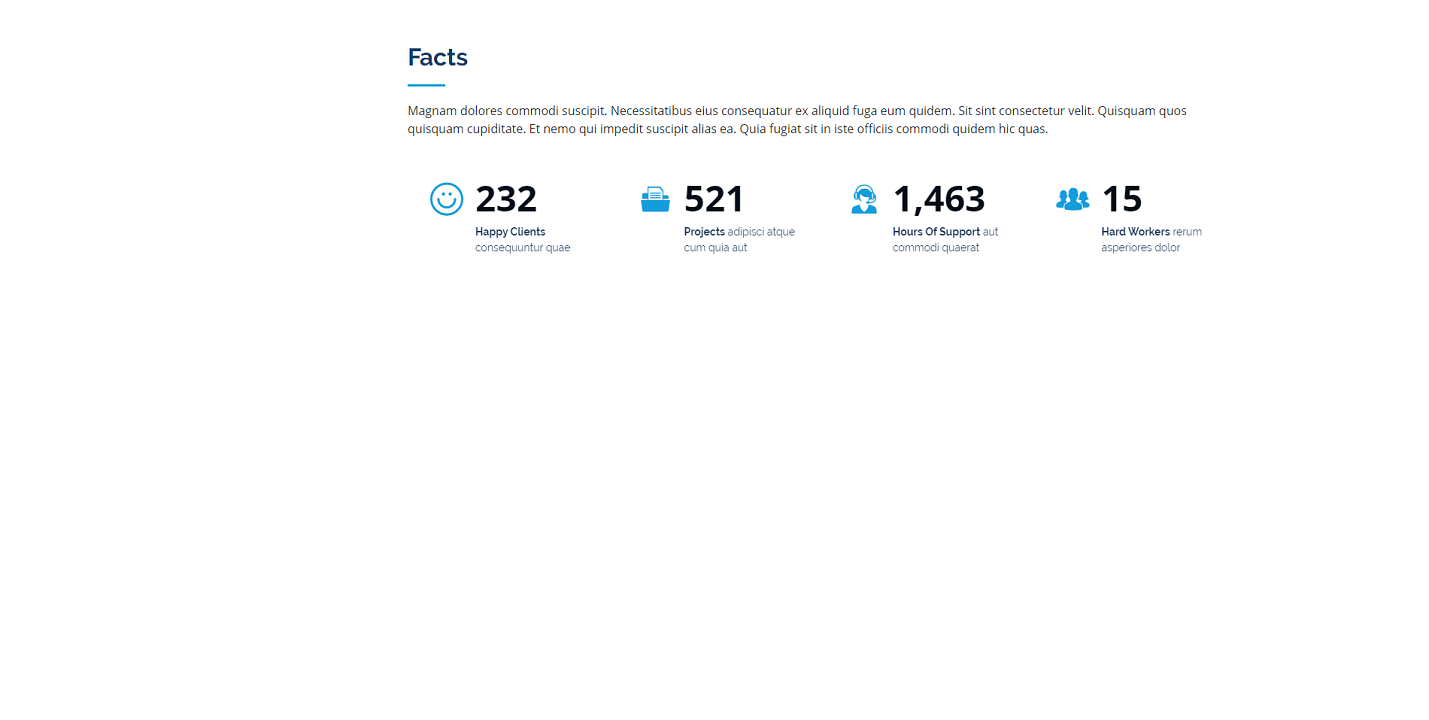 Facts
Magnam dolores commodi suscipit. Necessitatibus eius consequatur ex aliquid fuga eum quidem. Sit sint consectetur velit. Quisquam quos
quisquam cupiditate. Et nemo qui impedit suscipit alias ea. Quia fugiat sit in iste officiis commodi quidem hic quas.
232
Happy Clients
consequuntur quae
521
Projects adipisci atque
cum quia aut
1,463
Hours Of Support aut
commodi quaerat
15
Hard Workers rerum
asperiores dolor